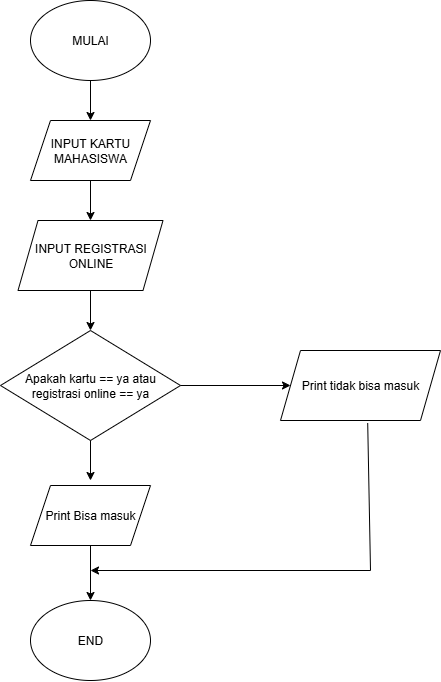 MULAI
INPUT KARTU
MAHASISWA
INPUT REGISTRASI
ONLINE
Apakah kartu == ya atau
registrasi online == ya
Print tidak bisa masuk
Print Bisa masuk
END